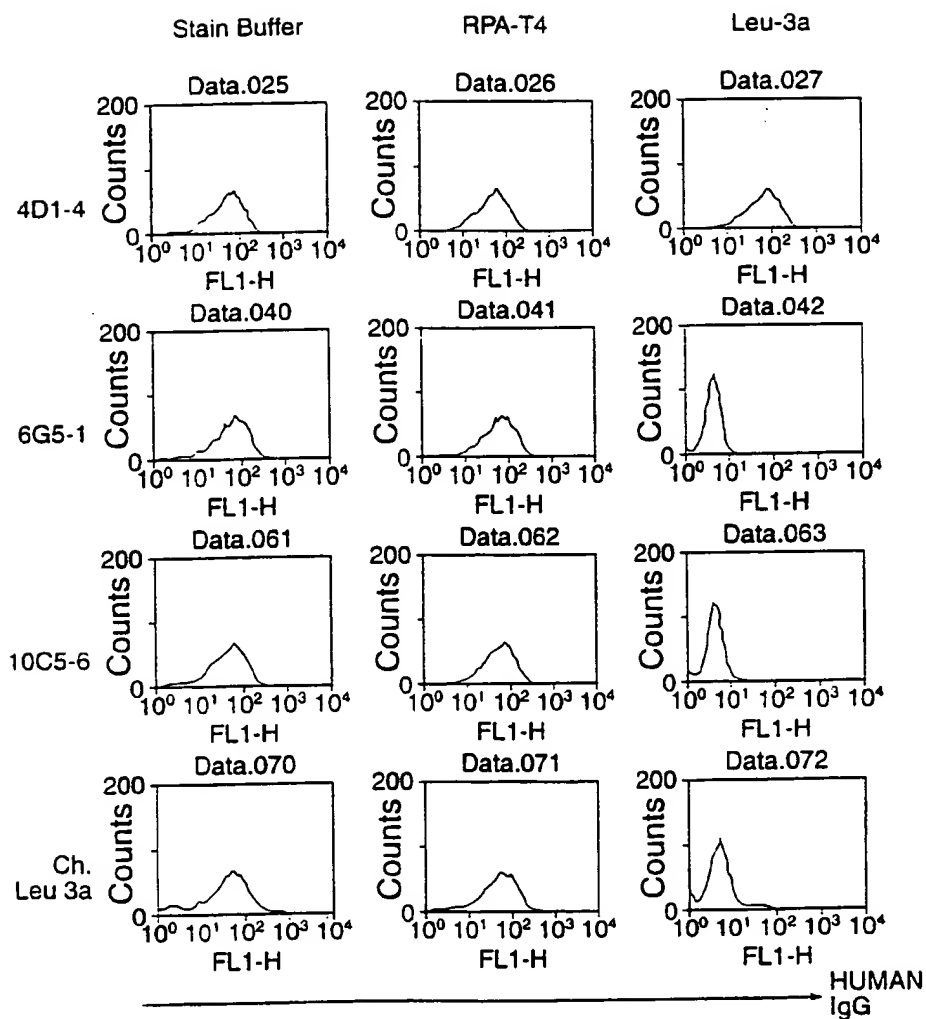 Stain Buffer RPA-T4 Leu-3a
Data.025 Data.026 Data.027
200 200 200
Counts Counts Counts
4D1-4
0 0 0
10⁰ 10¹ 10² 10³ 10⁴ 10⁰ 10¹ 10² 10³ 10⁴ 10⁰ 10¹ 10² 10³ 10⁴
FL1-H FL1-H FL1-H
Data.040 Data.041 Data.042
200 200 200
Counts Counts Counts
6G5-1
0 0 0
10⁰ 10¹ 10² 10³ 10⁴ 10⁰ 10¹ 10² 10³ 10⁴ 10⁰ 10¹ 10² 10³ 10⁴
FL1-H FL1-H FL1-H
Data.061 Data.062 Data.063
200 200 200
Counts Counts Counts
10C5-6
0 0 0
10⁰ 10¹ 10² 10³ 10⁴ 10⁰ 10¹ 10² 10³ 10⁴ 10⁰ 10¹ 10² 10³ 10⁴
FL1-H FL1-H FL1-H
Data.070 Data.071 Data.072
200 200 200
Counts Counts Counts
Ch.
Leu 3a
0 0 0
10⁰ 10¹ 10² 10³ 10⁴ 10⁰ 10¹ 10² 10³ 10⁴ 10⁰ 10¹ 10² 10³ 10⁴
FL1-H FL1-H FL1-H
HUMAN
IgG